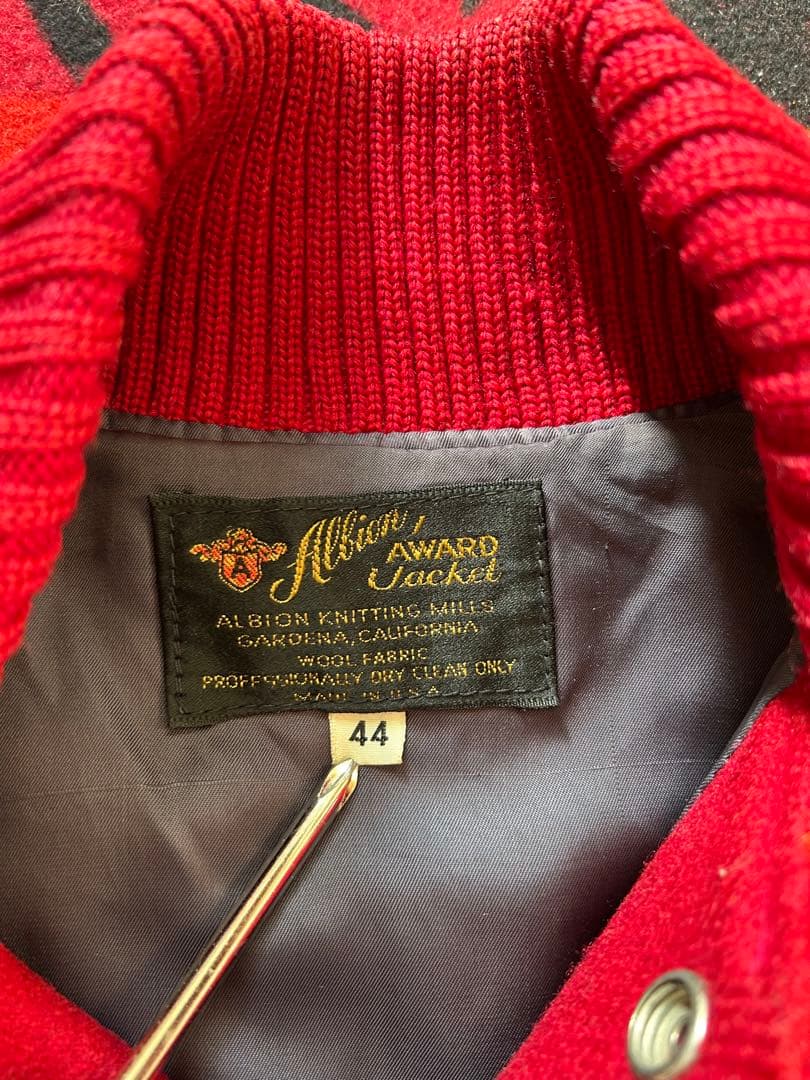 A
Albion
AWARD
Jacket
ALBION KNITTING MILLS
GARDENA, CALIFORNIA
WOOL FABRIC
PROFESSIONALLY DRY CLEAN ONLY
MADE IN U.S.A
44